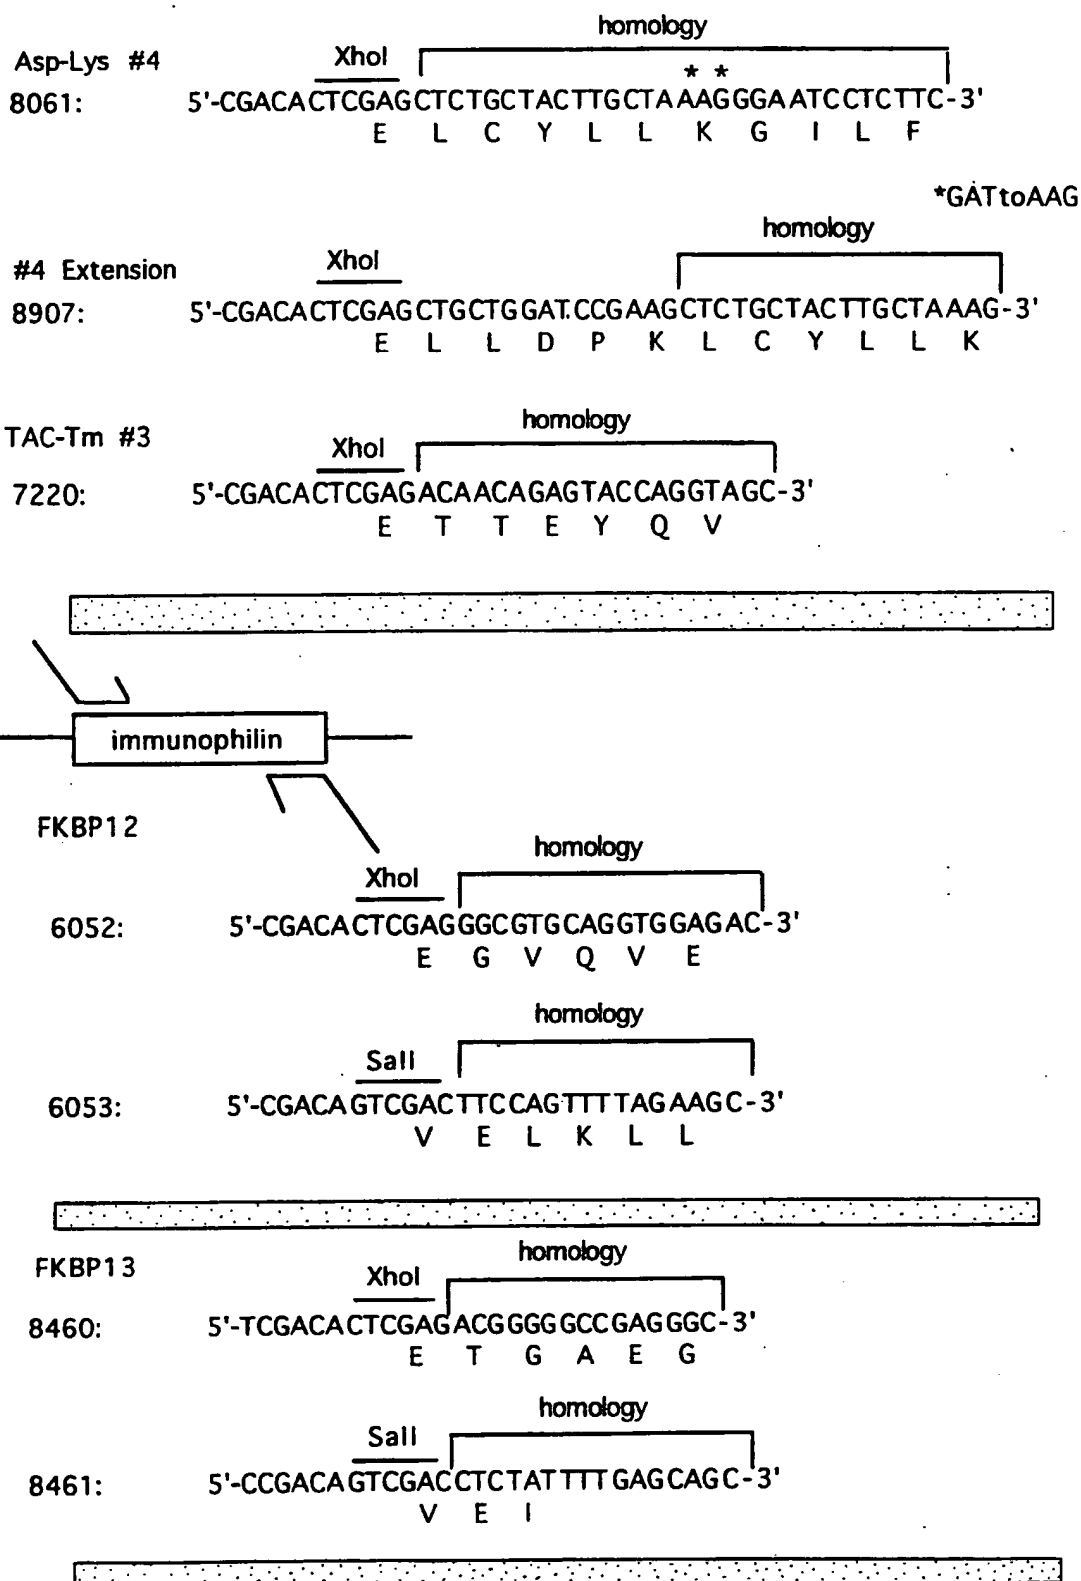 homology
Asp-Lys #4 XhoI * *
8061: 5'-CGACACTCGAGCTCTGCTACTTGCTAAAGGGAATCCTCTTC-3'
E L C Y L L K G I L F
*GATtoAAG
homology
#4 Extension XhoI
8907: 5'-CGACACTCGAGCTGCTGGATCCGAAGCTCTGCTACTTGCTAAAG-3'
E L L D P K L C Y L L K
homology
TAC-Tm #3 XhoI
7220: 5'-CGACACTCGAGACAACAGAGTACCAGGTAGC-3'
E T T E Y Q V
immunophilin
FKBP12
homology
XhoI
6052: 5'-CGACACTCGAGGGCGTGCAGGTGGAGAC-3'
E G V Q V E
homology
SalI
6053: 5'-CGACAGTCGACTTCCAGTTTTAGAAGC-3'
V E L K L L
homology
FKBP13 XhoI
8460: 5'-TCGACACTCGAGACGGGGGCCGAGGGC-3'
E T G A E G
homology
SalI
8461: 5'-CCGACAGTCGACCTCTATTTTGAGCAGC-3'
V E I